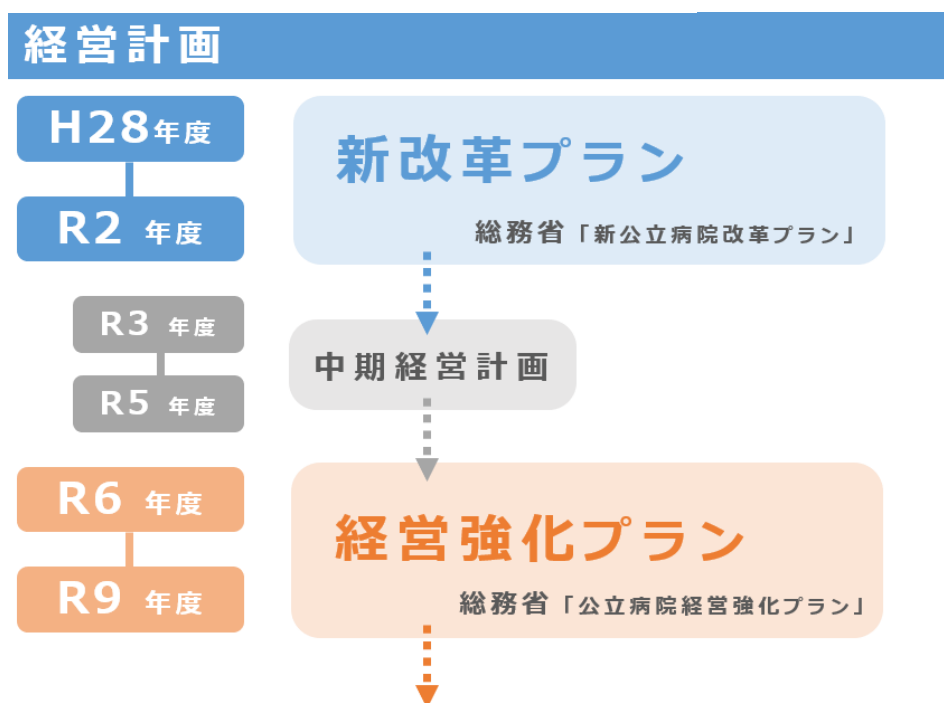 経営計画
H28年度
新改革プラン
R2 年度
総務省「新公立病院改革プラン」
R3 年度
中期経営計画
R5 年度
R6 年度
経営強化プラン
R9 年度
総務省「公立病院経営強化プラン」